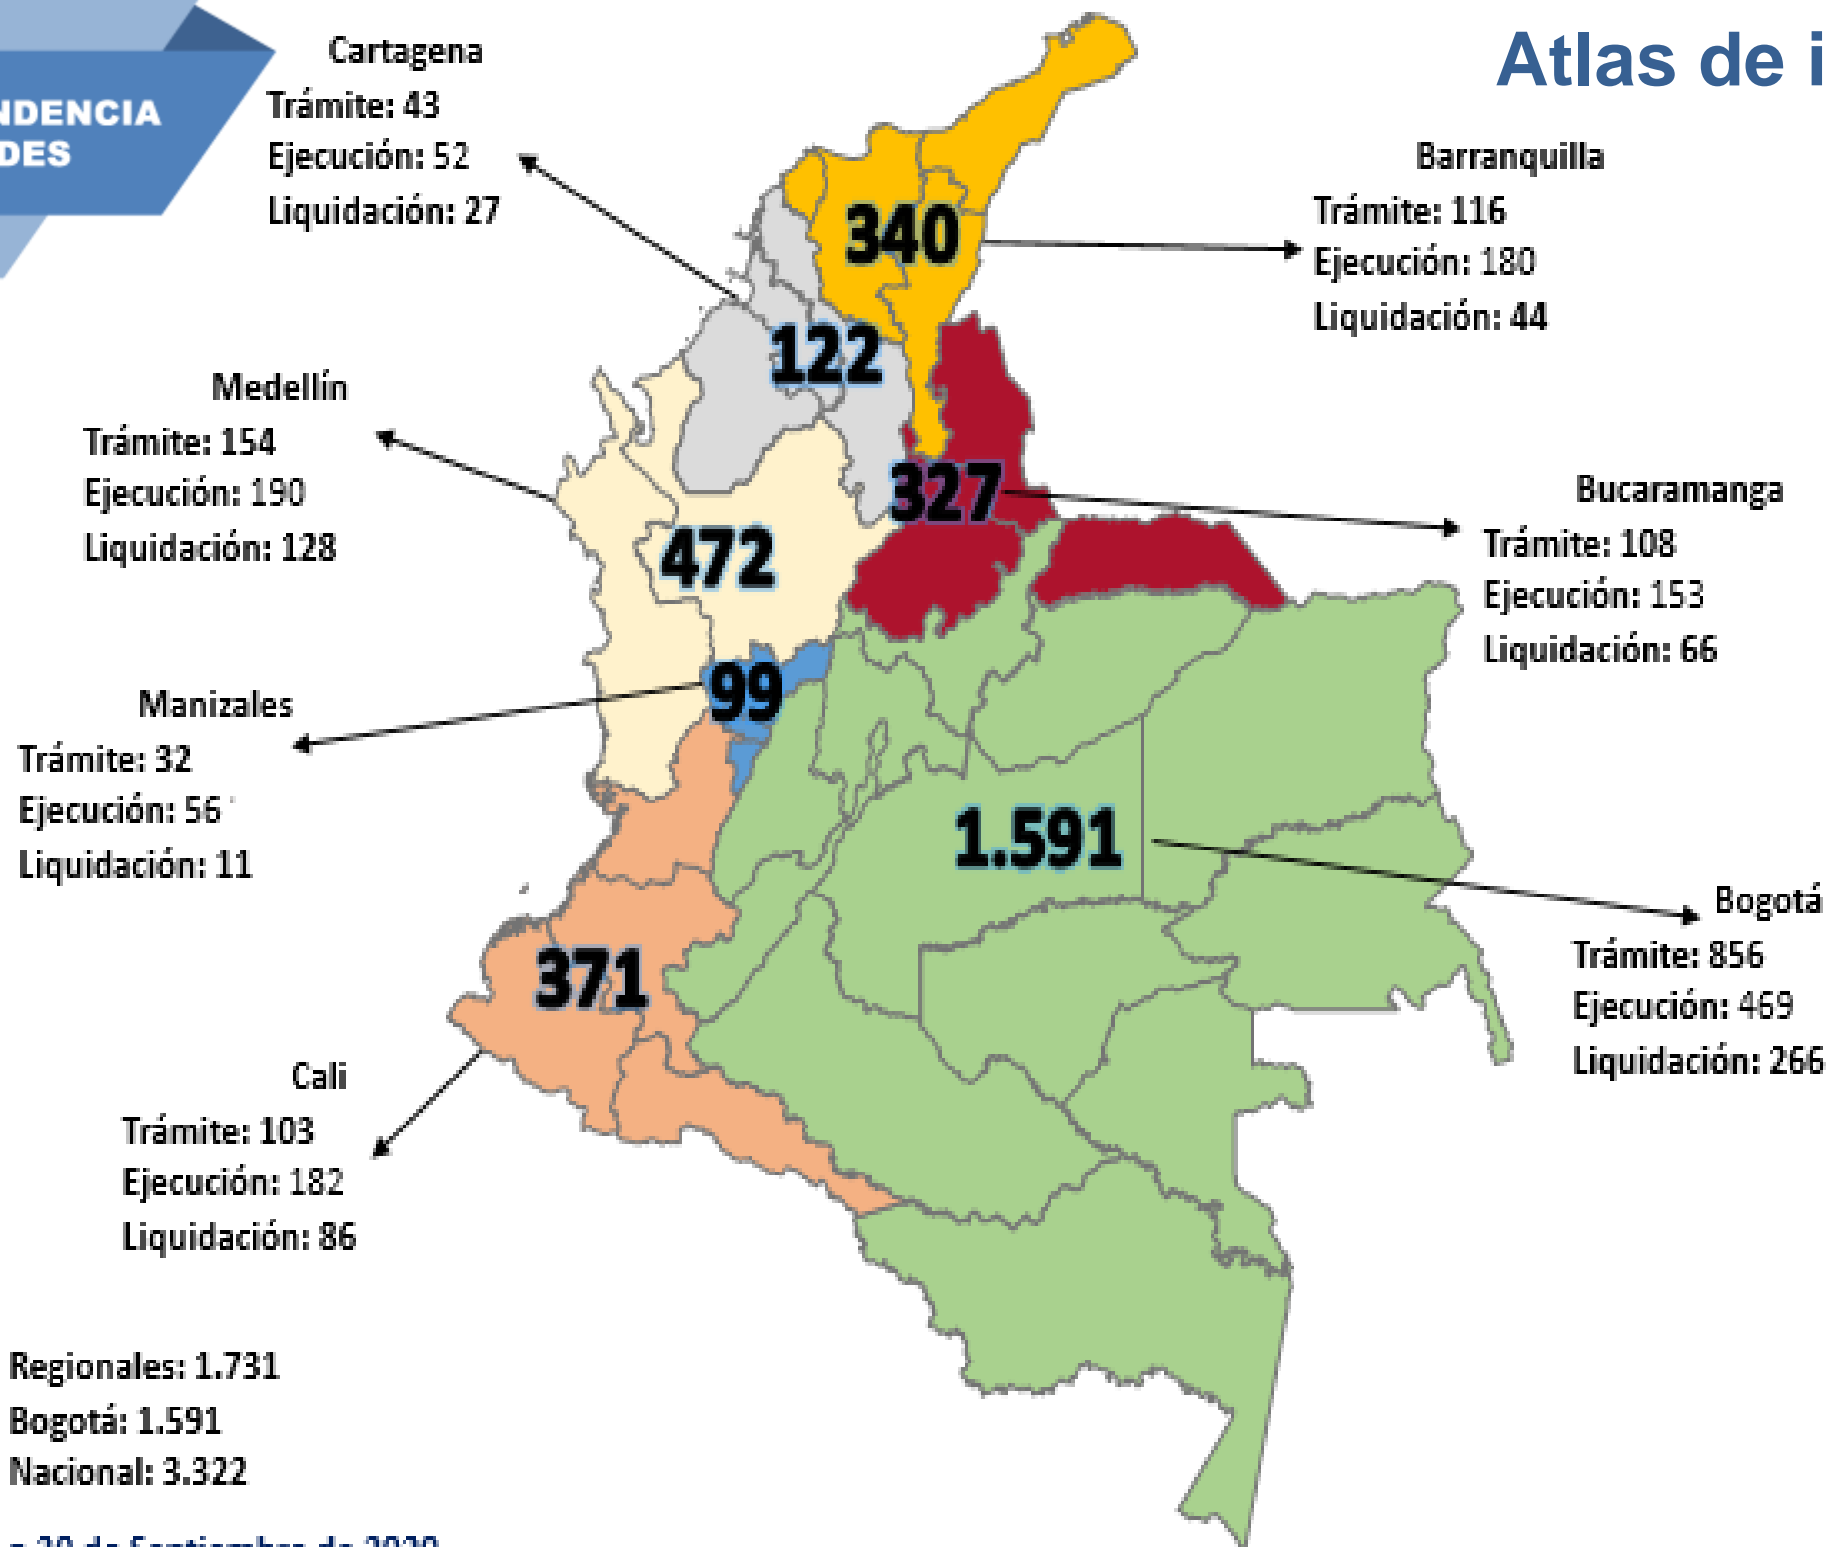 NDENCIA
DES
Atlas de i
Cartagena
Trámite: 43
Ejecución: 52
Liquidación: 27
Barranquilla
Trámite: 116
Ejecución: 180
Liquidación: 44
340
122
Medellín
Trámite: 154
Ejecución: 190
Liquidación: 128
327
Bucaramanga
Trámite: 108
Ejecución: 153
Liquidación: 66
472
99
Manizales
Trámite: 32
Ejecución: 56
Liquidación: 11
1.591
Bogotá
Trámite: 856
Ejecución: 469
Liquidación: 266
371
Cali
Trámite: 103
Ejecución: 182
Liquidación: 86
Regionales: 1.731
Bogotá: 1.591
Nacional: 3.322
de Septiembre de